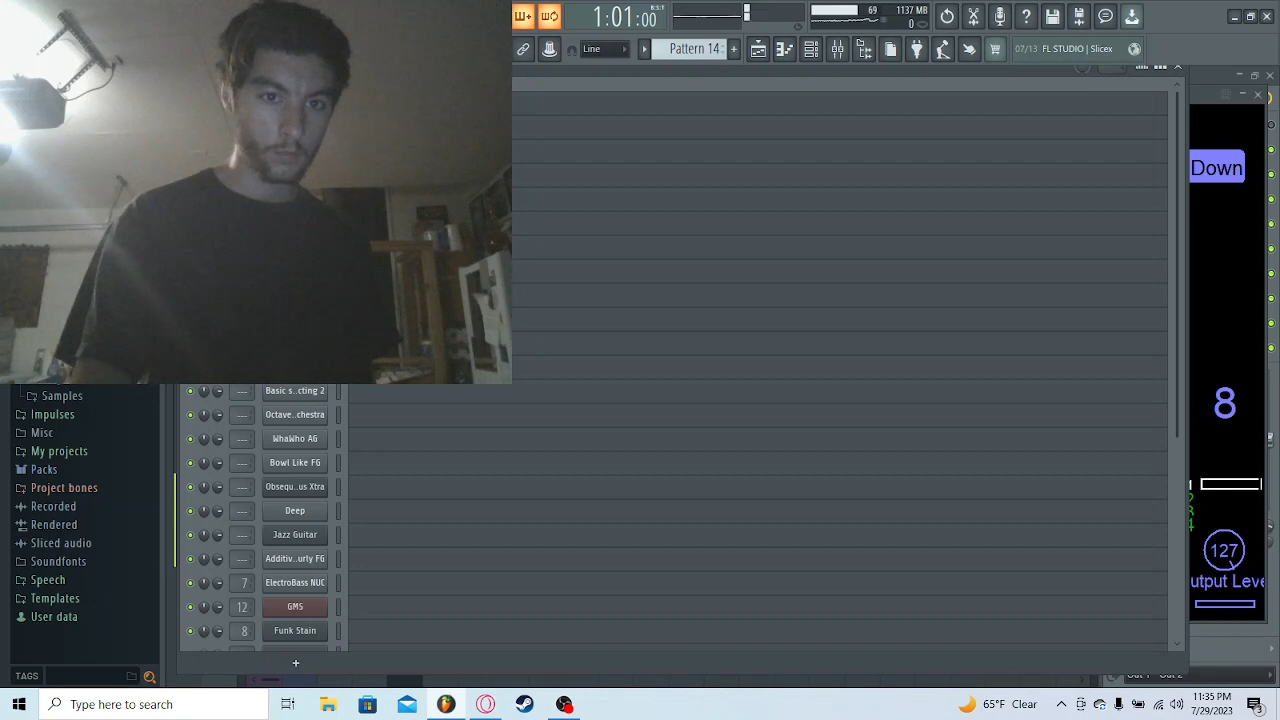 1:01:00
B:S:T
69
1137 MB
0
Line
Pattern 14
07/13 FL STUDIO | Slicex
Down
8
127
utput Leve
Basic s..cting 2
Octave..chestra
WhaWho AG
Bowl Like FG
Obsequ..us Xtra
Deep
Jazz Guitar
Additiv..urly FG
7 ElectroBass NUC
12 GMS
8 Funk Stain
+
Samples
Impulses
Misc
My projects
Packs
Project bones
Recorded
Rendered
Sliced audio
Soundfonts
Speech
Templates
User data
TAGS
Type here to search
65°F Clear
11:35 PM
7/29/2023
3